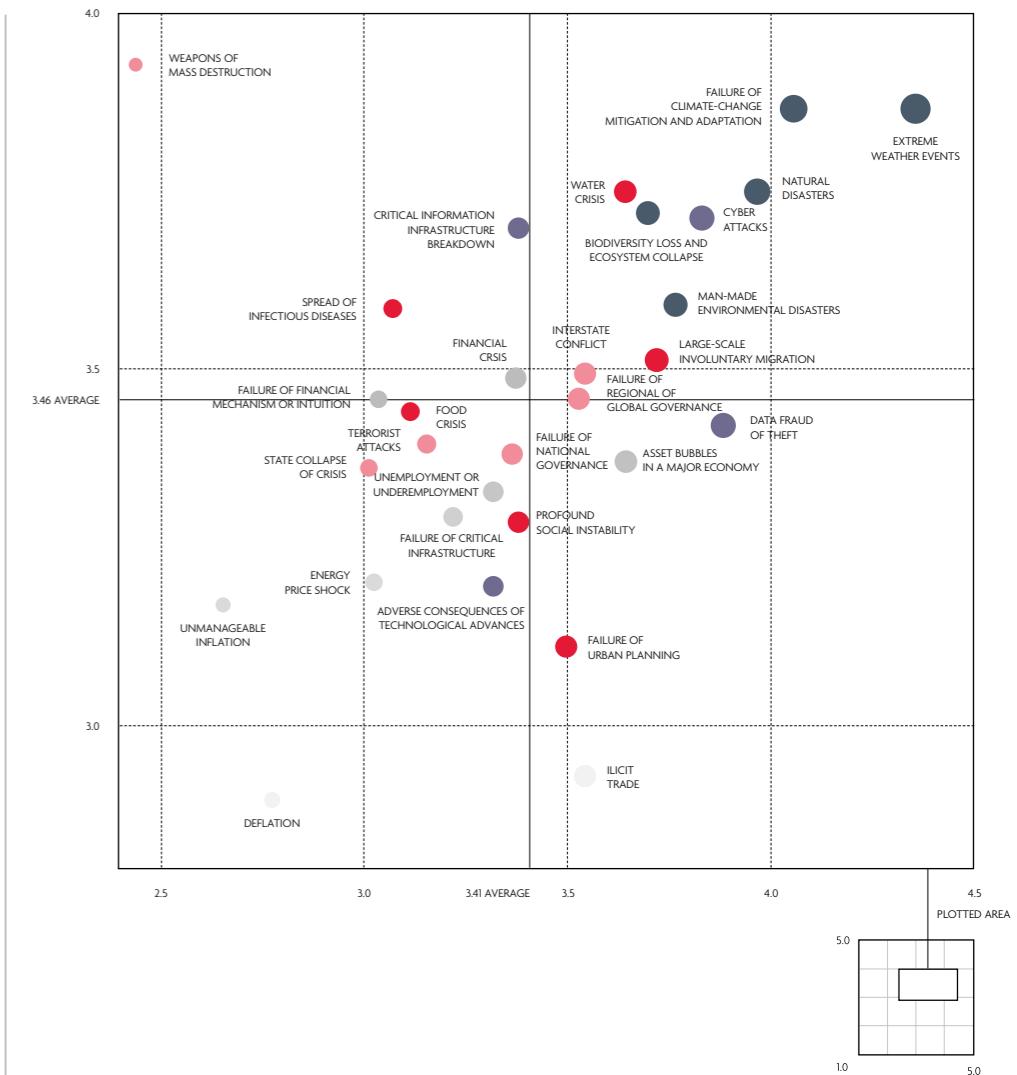 4.0
WEAPONS OF
MASS DESTRUCTION
FAILURE OF
CLIMATE-CHANGE
MITIGATION AND ADAPTATION
EXTREME
WEATHER EVENTS
WATER
CRISIS
NATURAL
DISASTERS
CRITICAL INFORMATION
INFRASTRUCTURE
BREAKDOWN
CYBER
ATTACKS
BIODIVERSITY LOSS AND
ECOSYSTEM COLLAPSE
SPREAD OF
INFECTIOUS DISEASES
MAN-MADE
ENVIRONMENTAL DISASTERS
INTERSTATE
CONFLICT
FINANCIAL
CRSIS
LARGE-SCALE
INVOLUNTARY MIGRATION
3.5
FAILURE OF
REGIONAL OF
GLOBAL GOVERNANCE
FAILURE OF FINANCIAL
MECHANISM OR INTUITION
3.46 AVERAGE
FOOD
CRISIS
DATA FRAUD
OF THEFT
TERRORIST
ATTACKS
FAILURE OF
NATIONAL
GOVERNANCE
ASSET BUBBLES
IN A MAJOR ECONOMY
STATE COLLAPSE
OF CRISIS
UNEMPLOYMENT OR
UNDEREMPLOYMENT
PROFOUND
SOCIAL INSTABILITY
FAILURE OF CRITICAL
INFRASTRUCTURE
ENERGY
PRICE SHOCK
ADVERSE CONSEQUENCES OF
TECHNOLOGICAL ADVANCES
UNMANAGEABLE
INFLATION
FAILURE OF
URBAN PLANNING
3.0
ILICIT
TRADE
DEFLATION
2.5
3.0
3.41 AVERAGE
3.5
4.0
4.5
PLOTTED AREA
5.0
1.0
5.0